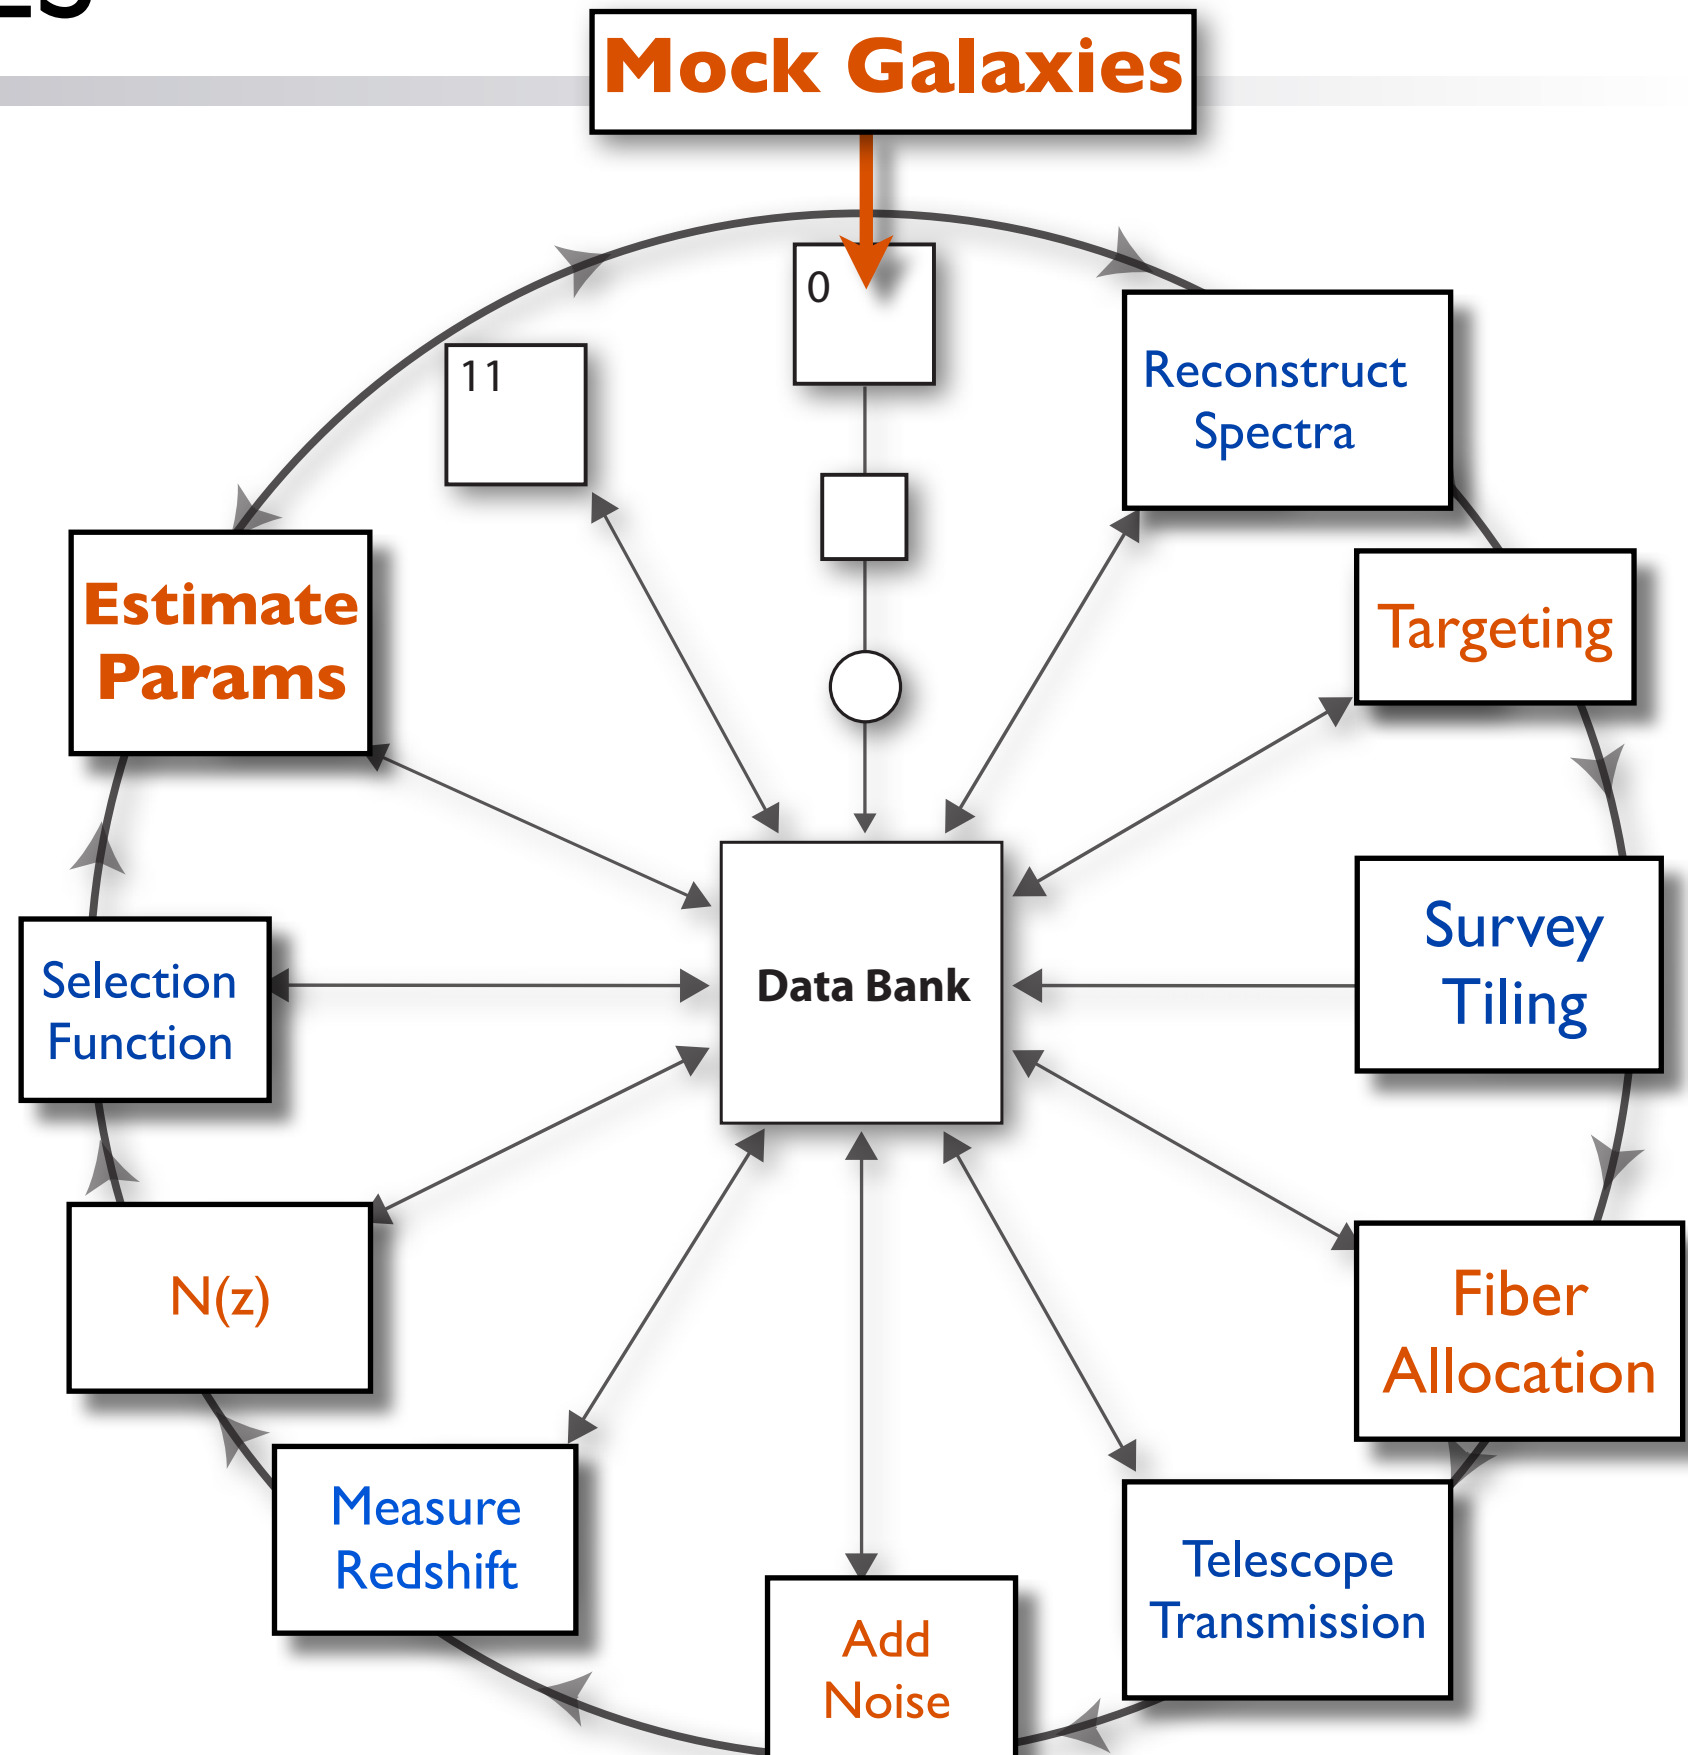 Mock Galaxies
0
11
Reconstruct
Spectra
Estimate
Params
Targeting
Survey
Tiling
Data Bank
Selection
Function
Fiber
Allocation
N(z)
Measure
Redshift
Telescope
Transmission
Add
Noise